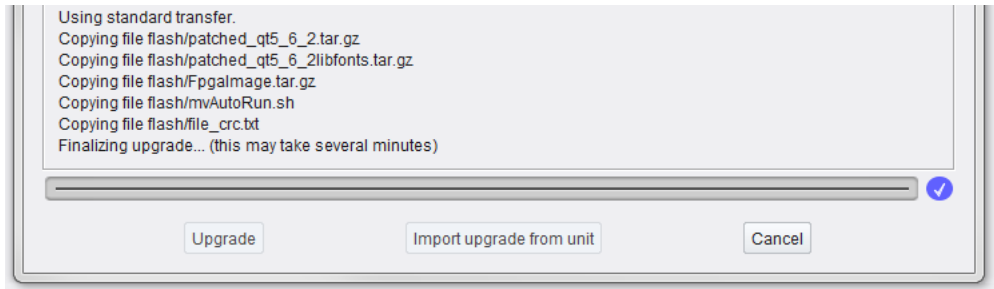 Using standard transfer.
Copying file flash/patched_qt5_6_2.tar.gz
Copying file flash/patched_qt5_6_2libfonts.tar.gz
Copying file flash/FpgaImage.tar.gz
Copying file flash/mvAutoRun.sh
Copying file flash/file_crc.txt
Finalizing upgrade... (this may take several minutes)
Upgrade Import upgrade from unit Cancel